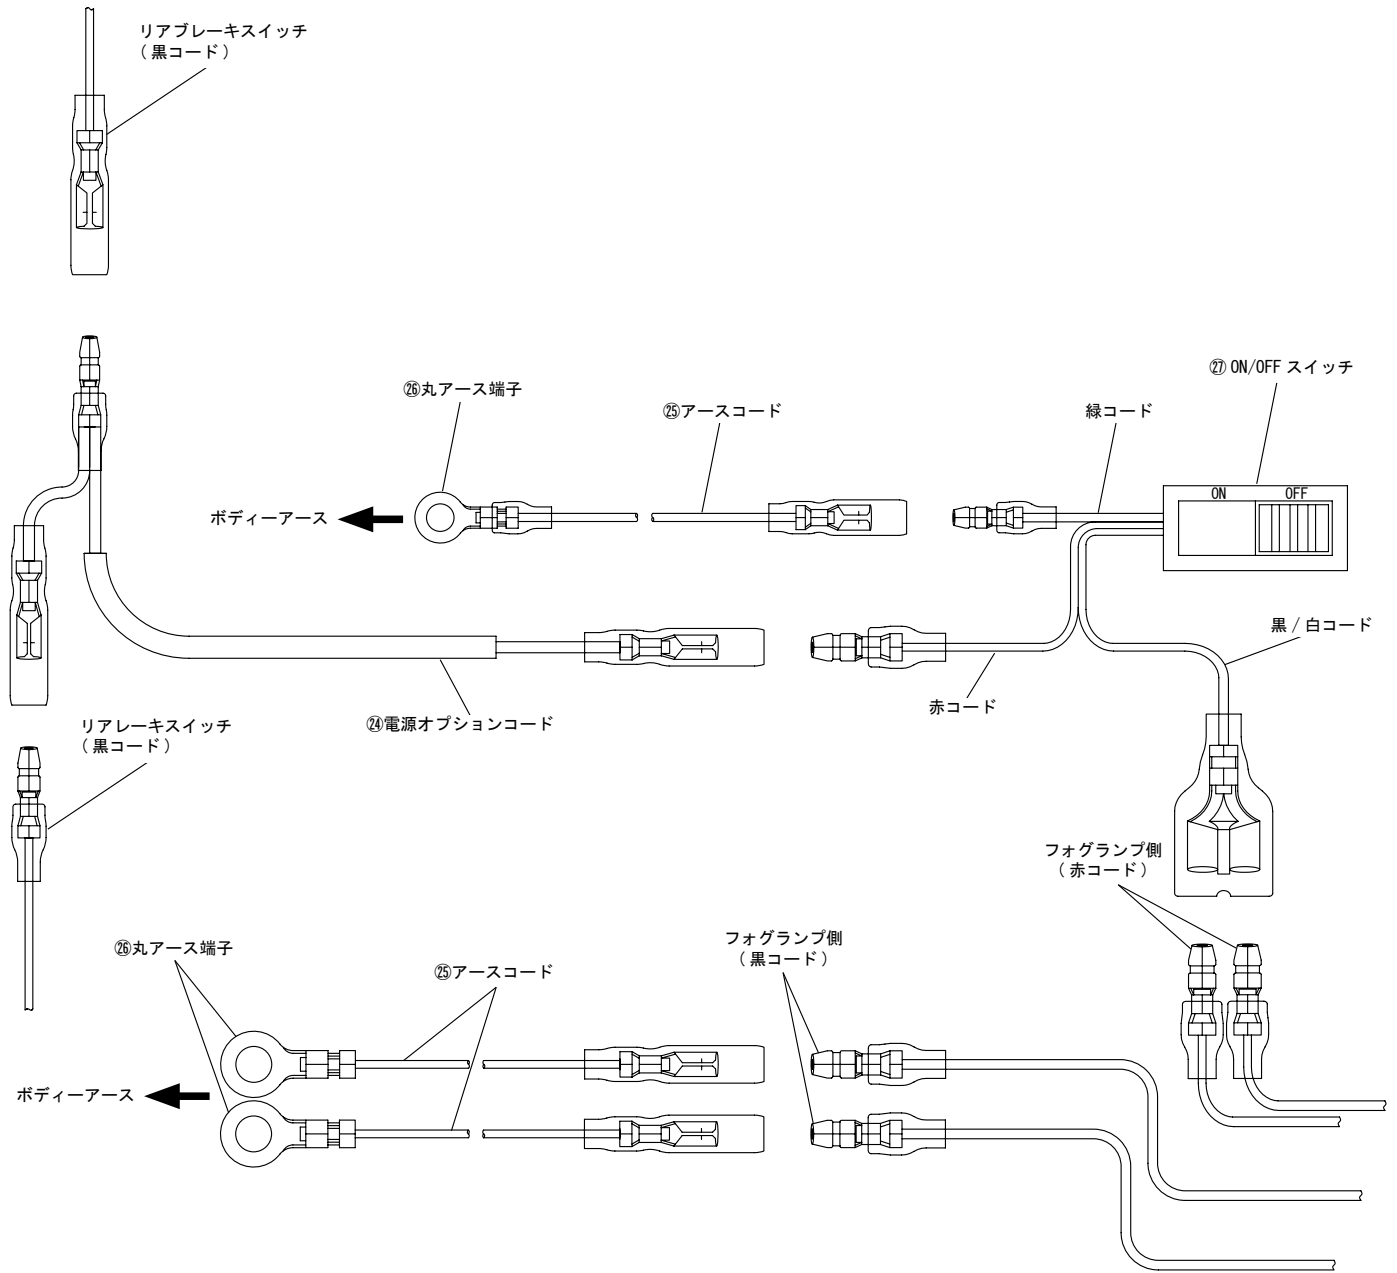 リアブレーキスイッチ
( 黒コード )
㉗ ON/OFF スイッチ
㉖丸アース端子
㉕アースコード
緑コード
ON
OFF
ボディーアース
黒 / 白コード
赤コード
㉔電源オプションコード
リアレーキスイッチ
( 黒コード )
フォグランプ側
( 赤コード )
㉖丸アース端子
㉕アースコード
フォグランプ側
( 黒コード )
ボディーアース